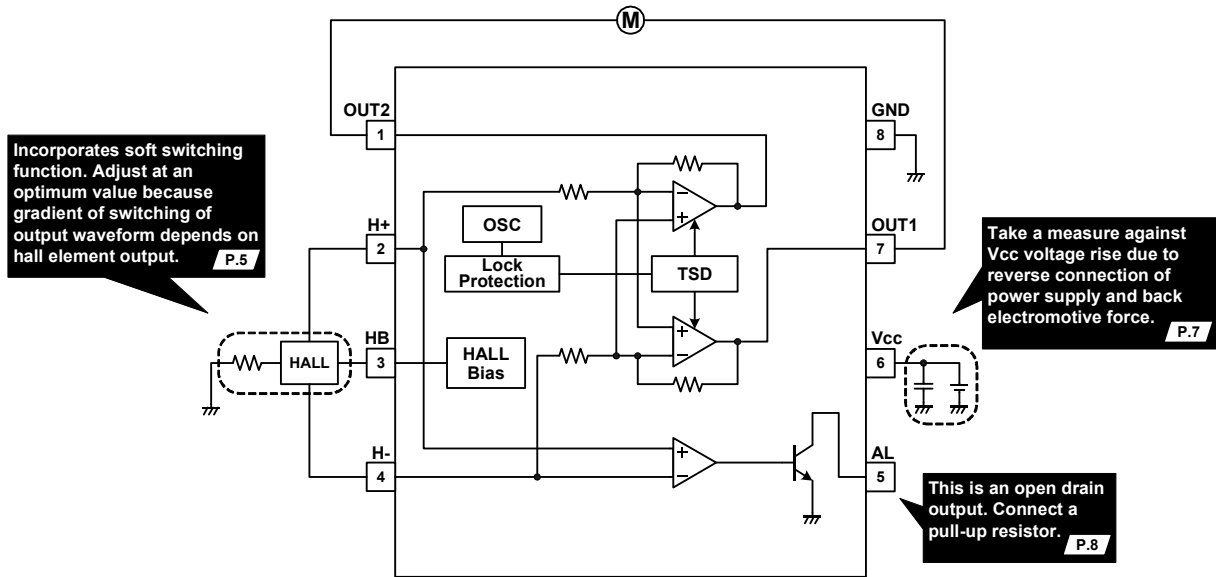 M
OUT2
1
GND
8
Incorporates soft switching
function. Adjust at an
optimum value because
gradient of switching of
output waveform depends on
hall element output.
P.5
H+
2
OSC
Lock
Protection
TSD
−
+
+
−
OUT1
7
Take a measure against
Vcc voltage rise due to
reverse connection of
power supply and back
electromotive force.
P.7
HALL
HB
3
HALL
Bias
Vcc
6
H-
4
+
−
AL
5
This is an open drain
output. Connect a
pull-up resistor.
P.8